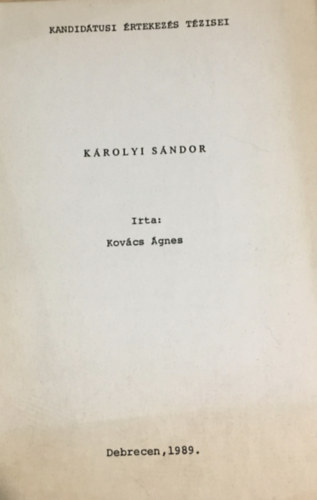 KANDIDÁTUSI ÉRTEKEZÉS TÉZISEI
KÁROLYI SÁNDOR
Irta:
Kovács Ágnes
Debrecen,1989.